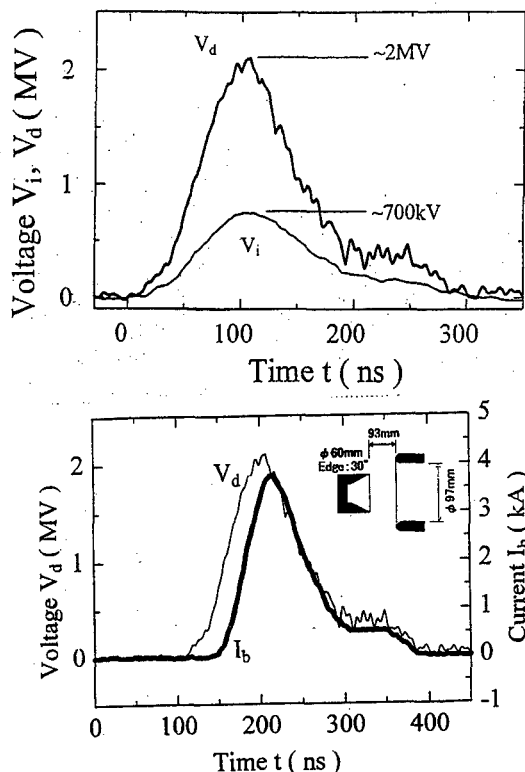 V_d
~2MV
~700kV
V_i
Voltage V_i, V_d ( MV )
2
1
0
0
100
200
300
Time t ( ns )
93mm
φ 60mm
Edge : 30°
φ 97mm
V_d
I_b
Voltage V_d ( MV )
2
1
0
5
4
3
2
1
0
-1
Current I_b ( kA )
0
100
200
300
400
Time t ( ns )